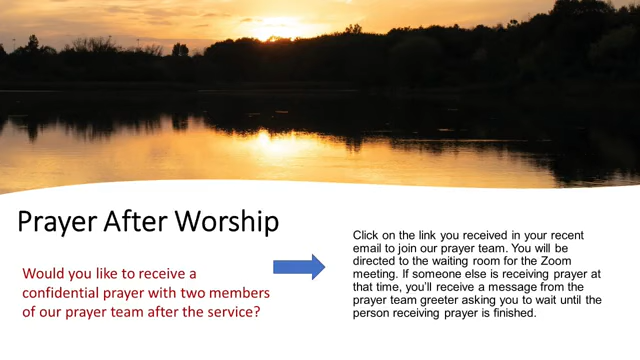 Prayer After Worship
Would you like to receive a
confidential prayer with two members
of our prayer team after the service?
Click on the link you received in your recent
email to join our prayer team. You will be
directed to the waiting room for the Zoom
meeting. If someone else is receiving prayer at
that time, you’ll receive a message from the
prayer team greeter asking you to wait until the
person receiving prayer is finished.